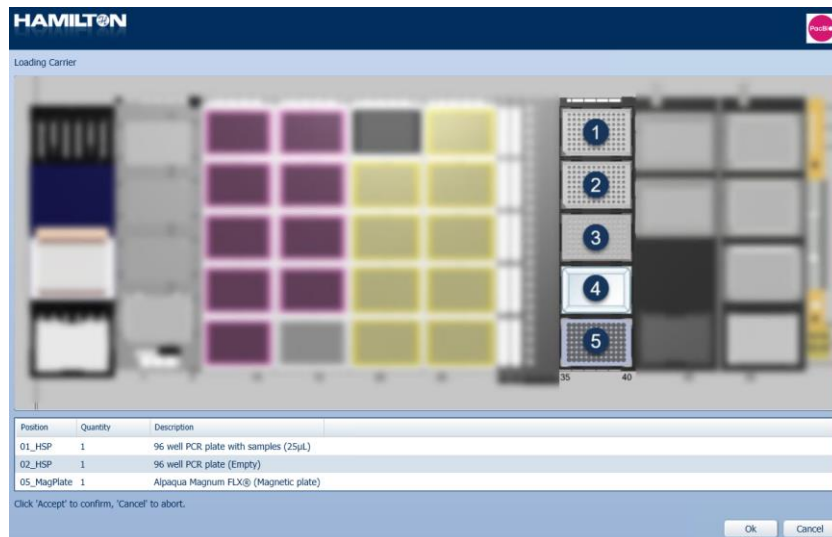 HAMILTON
PacBio
Loading Carrier
1
2
3
4
5
35 40
Position Quantity Description
01_HSP 1 96 well PCR plate with samples (25µL)
02_HSP 1 96 well PCR plate (Empty)
05_MagPlate 1 Alpaqua Magnum FLX® (Magnetic plate)
Click 'Accept' to confirm, 'Cancel' to abort.
Ok Cancel